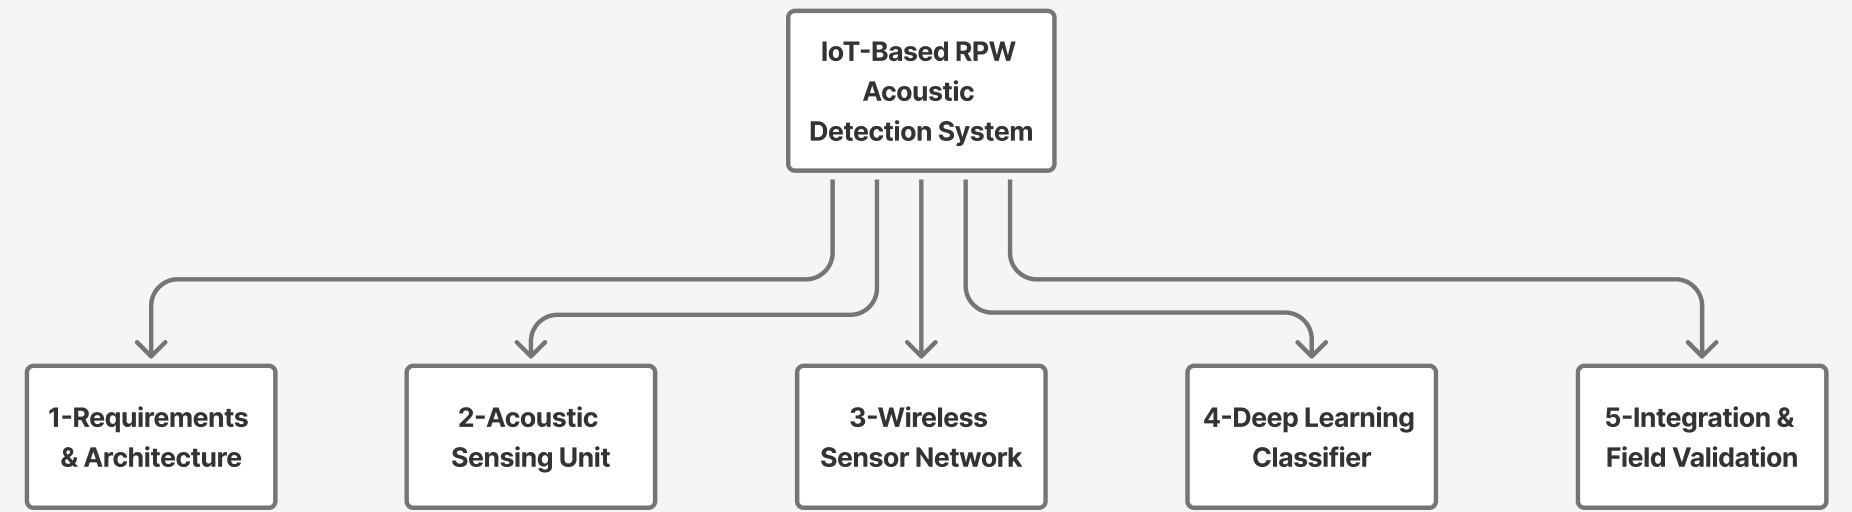 IoT-Based RPW
Acoustic
Detection System
1-Requirements
& Architecture
2-Acoustic
Sensing Unit
3-Wireless
Sensor Network
4-Deep Learning
Classifier
5-Integration &
Field Validation